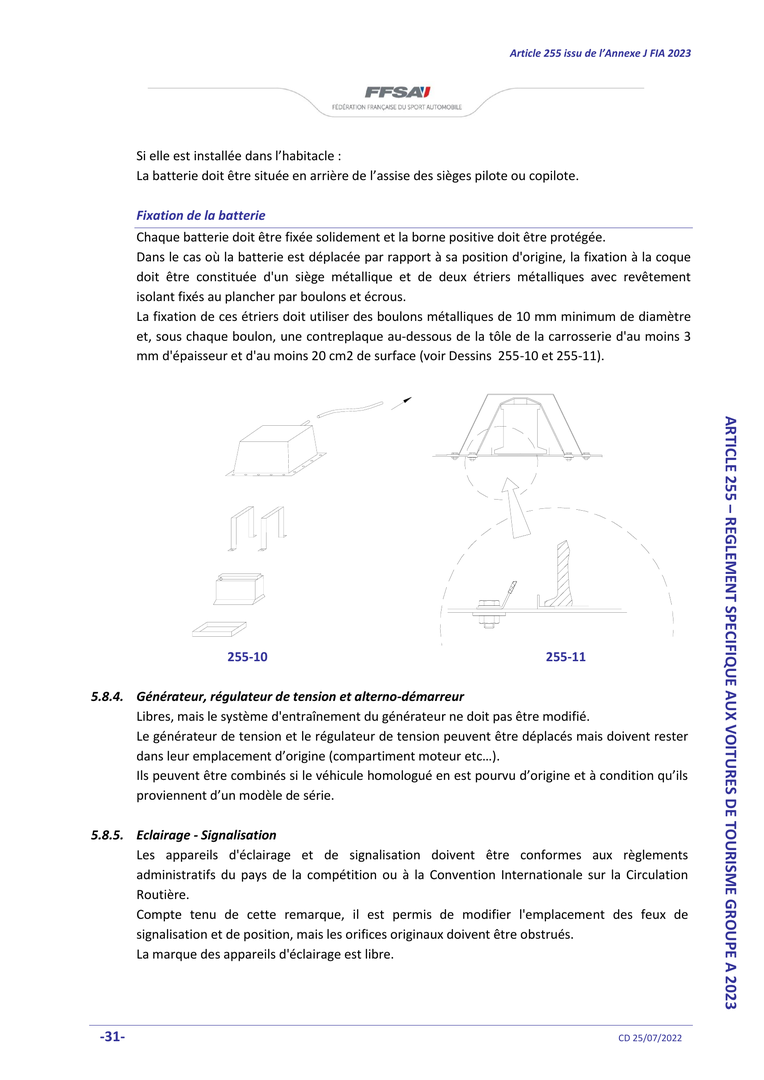 Article 255 issu de l'Annexe J FIA 2023
FFSA
FÉDÉRATION FRANÇAISE DU SPORT AUTOMOBILE
Si elle est installée dans l'habitacle :
La batterie doit être située en arrière de l'assise des sièges pilote ou copilote.
Fixation de la batterie
Chaque batterie doit être fixée solidement et la borne positive doit être protégée.
Dans le cas où la batterie est déplacée par rapport à sa position d'origine, la fixation à la coque
doit être constituée d'un siège métallique et de deux étriers métalliques avec revêtement
isolant fixés au plancher par boulons et écrous.
La fixation de ces étriers doit utiliser des boulons métalliques de 10 mm minimum de diamètre
et, sous chaque boulon, une contreplaque au-dessous de la tôle de la carrosserie d'au moins 3
mm d'épaisseur et d'au moins 20 cm2 de surface (voir Dessins 255-10 et 255-11).
255-10
255-11
5.8.4. Générateur, régulateur de tension et alterno-démarreur
Libres, mais le système d'entraînement du générateur ne doit pas être modifié.
Le générateur de tension et le régulateur de tension peuvent être déplacés mais doivent rester
dans leur emplacement d'origine (compartiment moteur etc…).
Ils peuvent être combinés si le véhicule homologué en est pourvu d'origine et à condition qu'ils
proviennent d'un modèle de série.
5.8.5. Eclairage - Signalisation
Les appareils d'éclairage et de signalisation doivent être conformes aux règlements
administratifs du pays de la compétition ou à la Convention Internationale sur la Circulation
Routière.
Compte tenu de cette remarque, il est permis de modifier l'emplacement des feux de
signalisation et de position, mais les orifices originaux doivent être obstrués.
La marque des appareils d'éclairage est libre.
ARTICLE 255 – REGLEMENT SPECIFIQUE AUX VOITURES DE TOURISME GROUPE A 2023
-31-
CD 25/07/2022